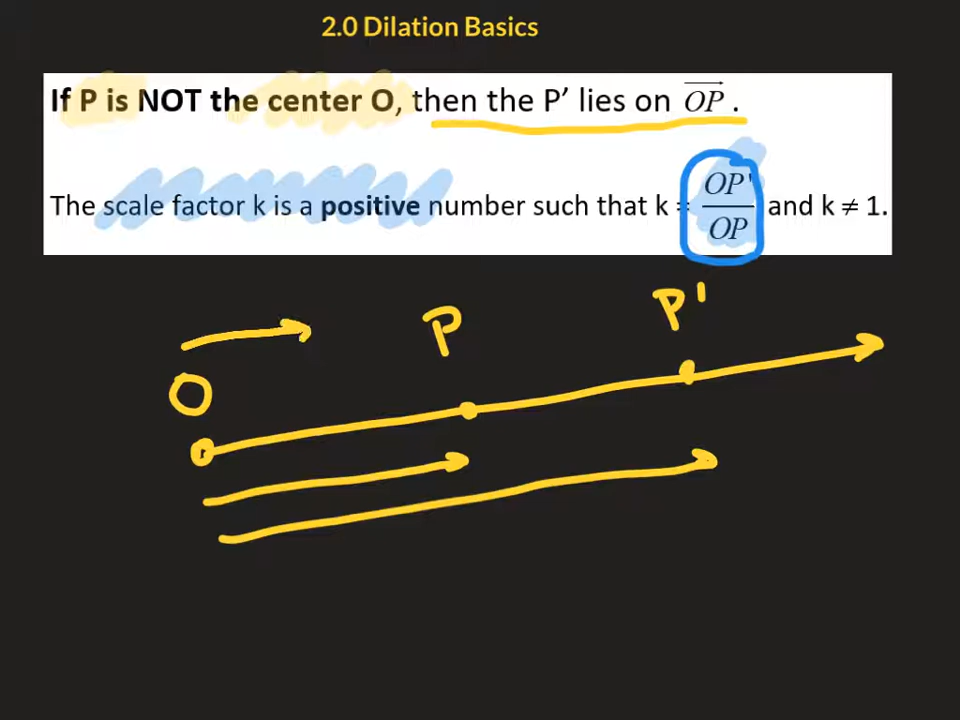 2.0 Dilation Basics
If P is NOT the center O, then the P’ lies on OP .
The scale factor k is a positive number such that k = OP' / OP and k ≠ 1.
P P'
O